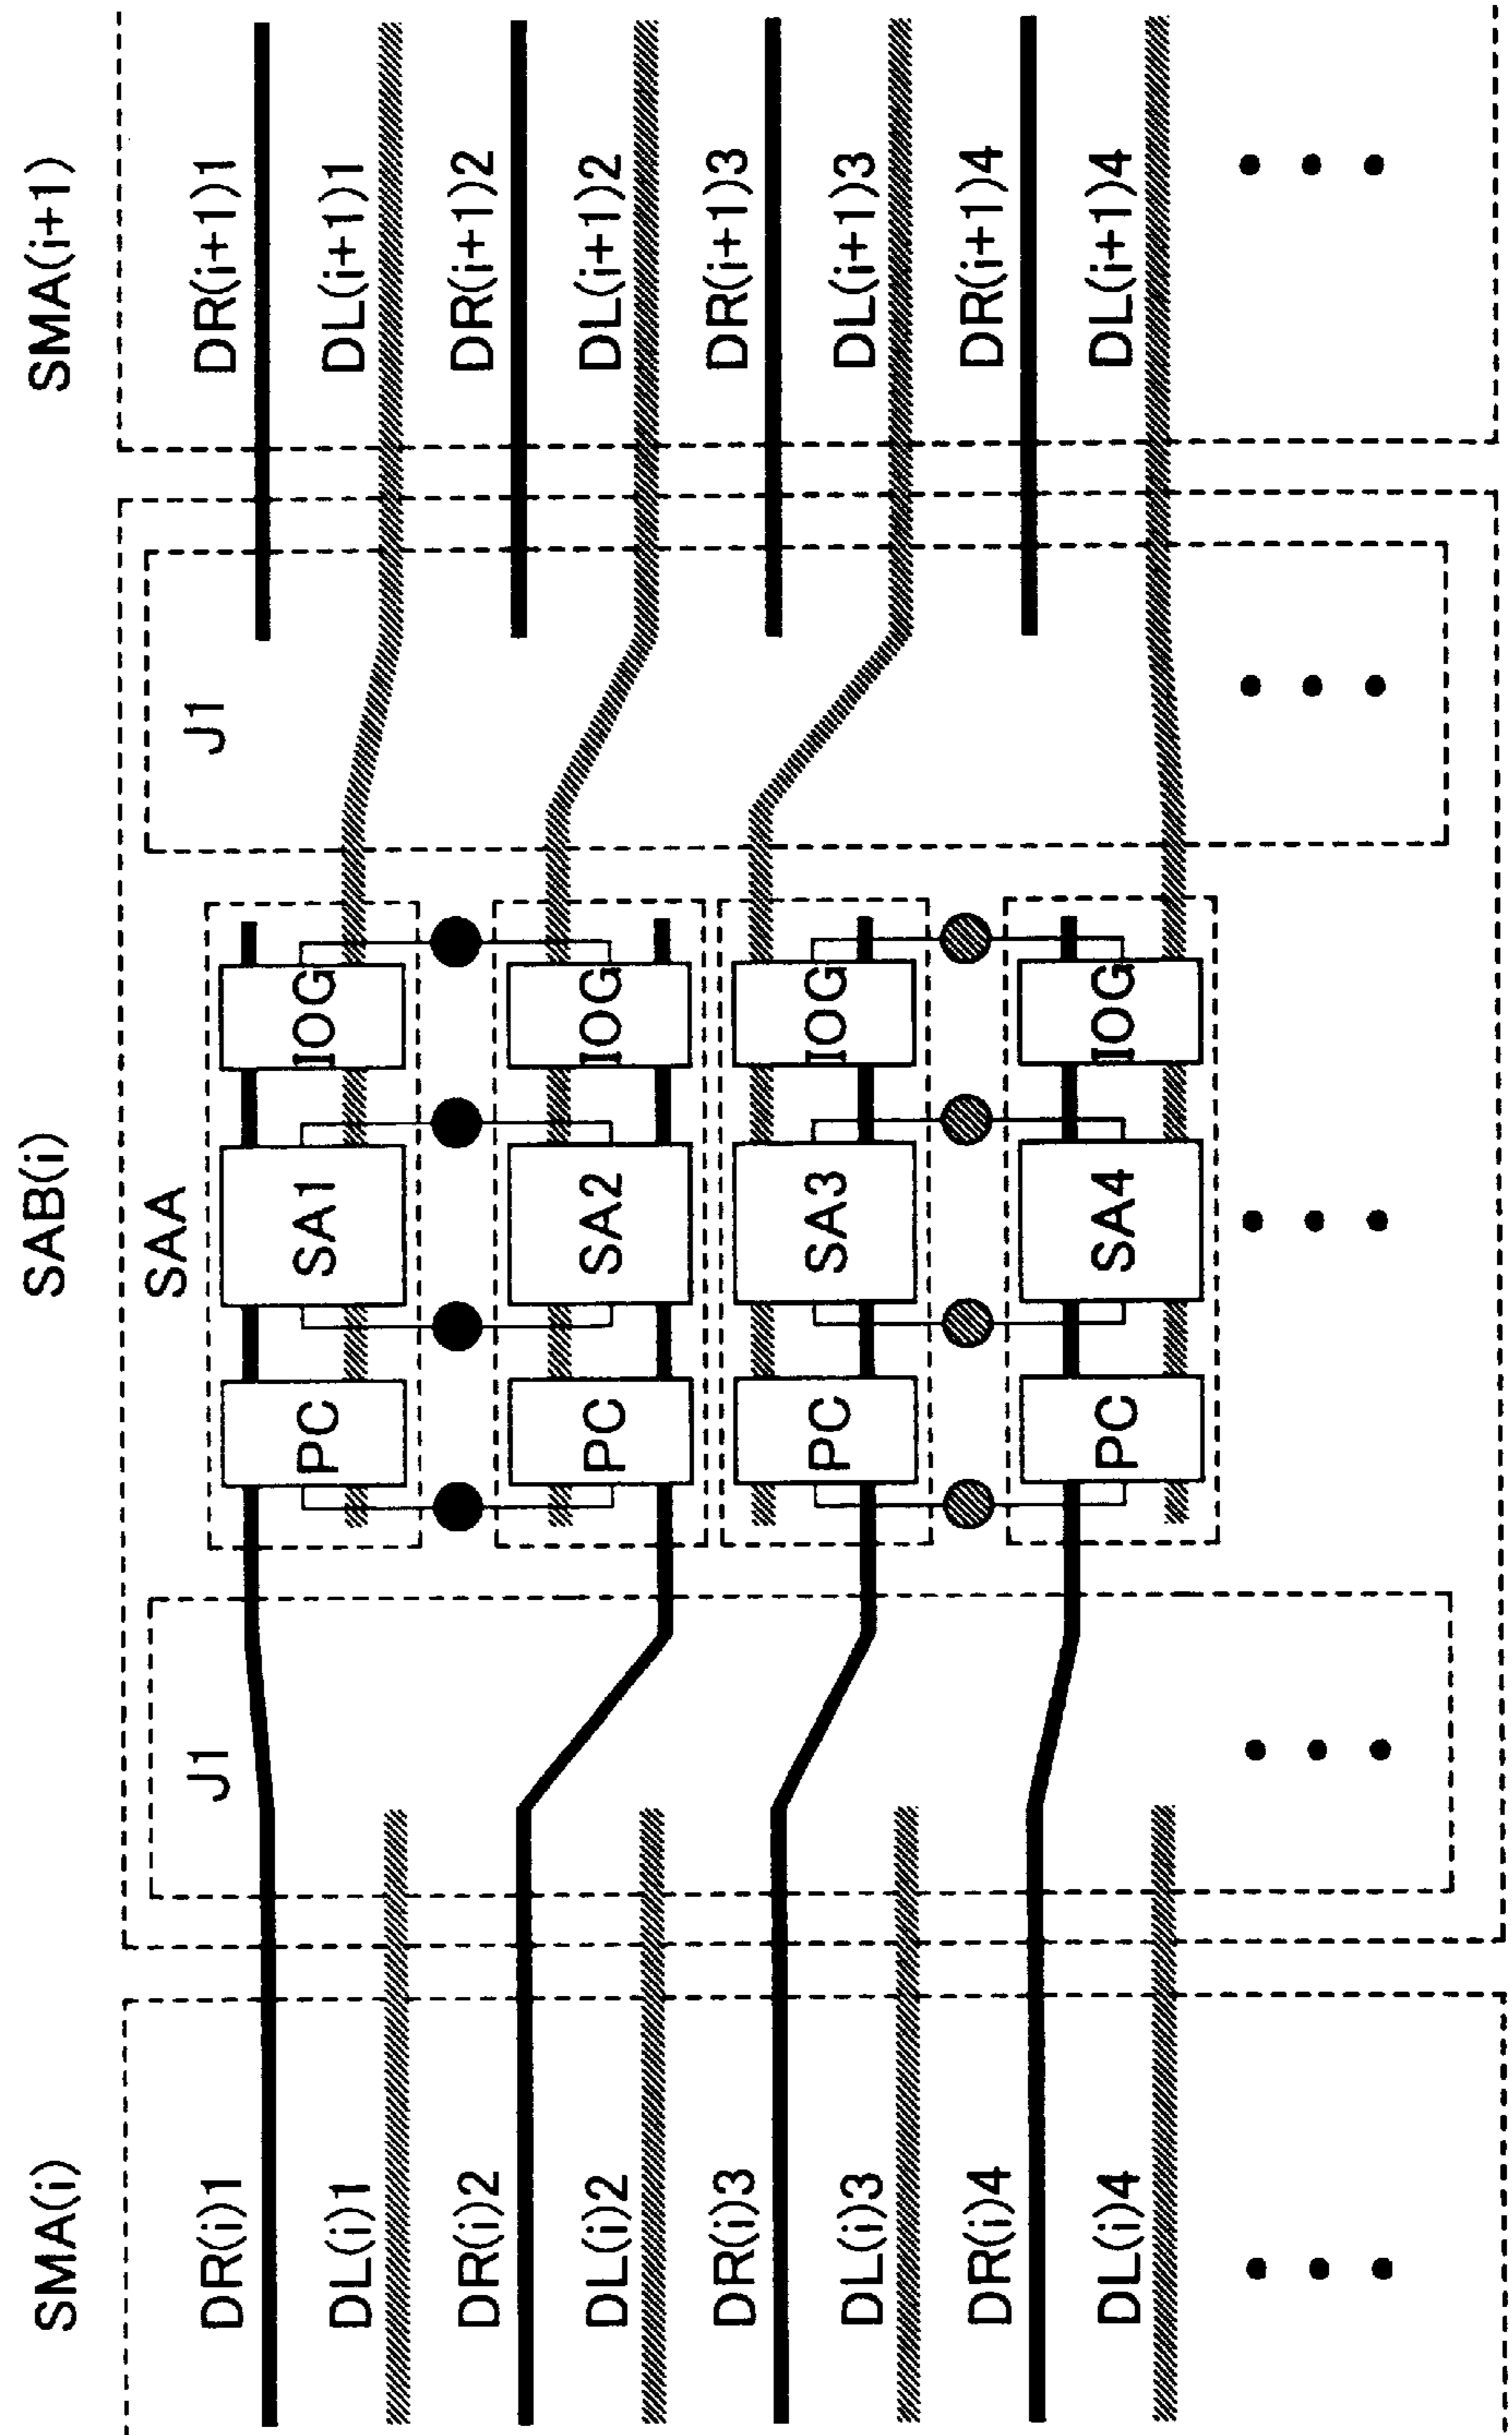 SMA(i)
SAB(i)
SMA(i+1)
SAA
DR(i)1
J1
PC
SA1
IOG
J1
DR(i+1)1
DL(i)1
DL(i+1)1
DR(i)2
DR(i+1)2
DL(i)2
PC
SA2
IOG
DL(i+1)2
DR(i)3
DR(i+1)3
DL(i)3
PC
SA3
IOG
DL(i+1)3
DR(i)4
DR(i+1)4
DL(i)4
PC
SA4
IOG
DL(i+1)4